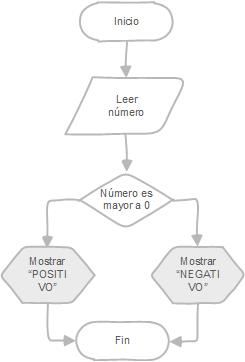 Inicio
Leer
número
Número es
mayor a 0
Mostrar
“POSITI
VO”
Mostrar
“NEGATI
VO”
Fin